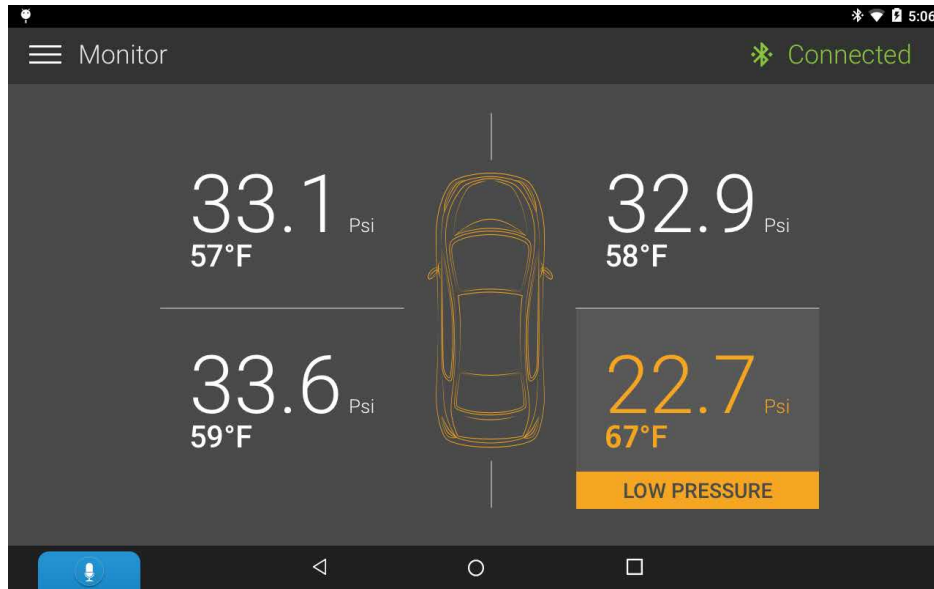 5:06
Monitor
Connected
33.1 Psi
57°F
32.9 Psi
58°F
33.6 Psi
59°F
22.7 Psi
67°F
LOW PRESSURE